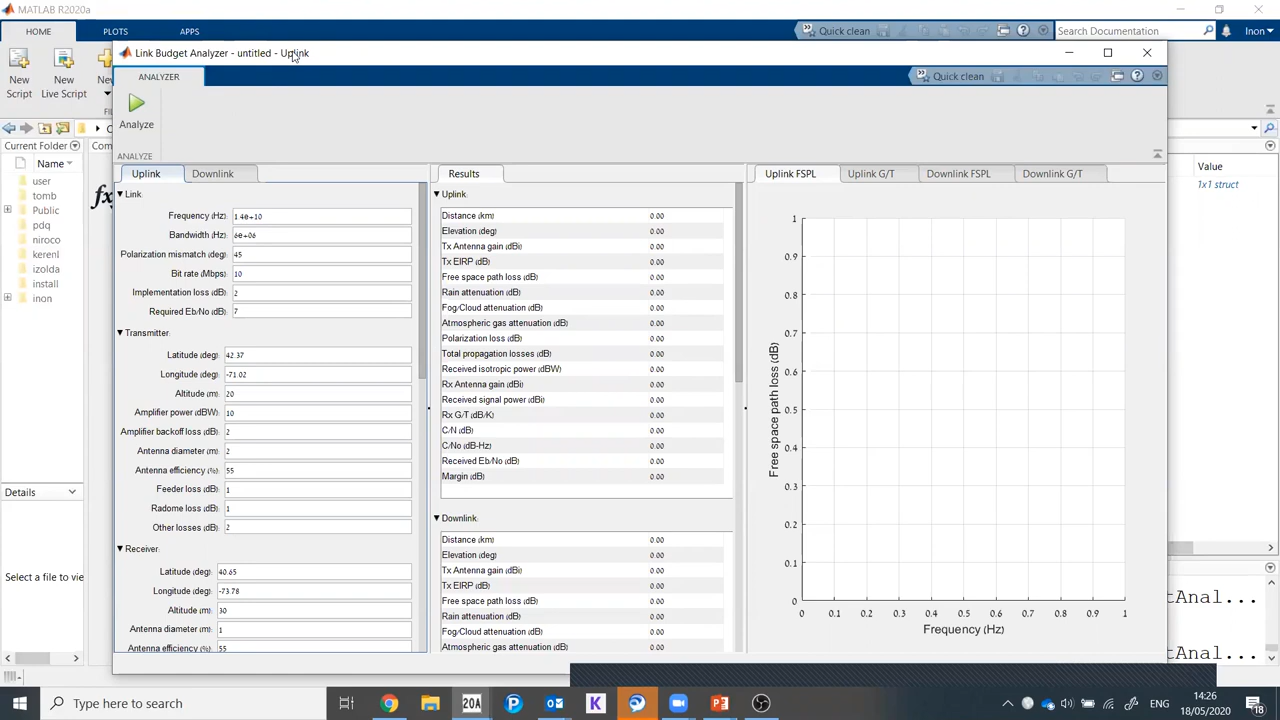 MATLAB R2020a
HOME
PLOTS
APPS
Quick clean
Search Documentation
Inon
New
Script
New
Live Script
Current Folder
Name
user
tomb
Public
pdq
niroco
kerenl
izolda
install
inon
Details
Select a file to vie
fx
Value
1x1 struct
Link Budget Analyzer - untitled - Uplink
ANALYZER
Quick clean
Analyze
ANALYZE
Uplink
Downlink
Link
Frequency (Hz): 1.4e+10
Bandwidth (Hz): 6e+06
Polarization mismatch (deg): 45
Bit rate (Mbps): 10
Implementation loss (dB): 2
Required Eb/No (dB): 7
Transmitter:
Latitude (deg): 42.37
Longitude (deg): -71.02
Altitude (m): 20
Amplifier power (dBW): 10
Amplifier backoff loss (dB): 2
Antenna diameter (m): 2
Antenna efficiency (%): 55
Feeder loss (dB): 1
Radome loss (dB): 1
Other losses (dB): 2
Receiver:
Latitude (deg): 40.65
Longitude (deg): -73.78
Altitude (m): 30
Antenna diameter (m): 1
Antenna efficiency (%): 55
Results
Uplink:
Distance (km) 0.00
Elevation (deg) 0.00
Tx Antenna gain (dBi) 0.00
Tx EIRP (dB) 0.00
Free space path loss (dB) 0.00
Rain attenuation (dB) 0.00
Fog/Cloud attenuation (dB) 0.00
Atmospheric gas attenuation (dB) 0.00
Polarization loss (dB) 0.00
Total propagation losses (dB) 0.00
Received isotropic power (dBW) 0.00
Rx Antenna gain (dBi) 0.00
Received signal power (dBi) 0.00
Rx G/T (dB/K) 0.00
C/N (dB) 0.00
C/No (dB-Hz) 0.00
Received Eb/No (dB) 0.00
Margin (dB) 0.00
Downlink:
Distance (km) 0.00
Elevation (deg) 0.00
Tx Antenna gain (dBi) 0.00
Tx EIRP (dB) 0.00
Free space path loss (dB) 0.00
Rain attenuation (dB) 0.00
Fog/Cloud attenuation (dB) 0.00
Atmospheric gas attenuation (dB) 0.00
Uplink FSPL
Uplink G/T
Downlink FSPL
Downlink G/T
1
0.9
0.8
0.7
0.6
0.5
0.4
0.3
0.2
0.1
0
Free space path loss (dB)
0 0.1 0.2 0.3 0.4 0.5 0.6 0.7 0.8 0.9 1
Frequency (Hz)
tAnal...
tAnal...
Type here to search
20A
ENG
14:26
18/05/2020
18